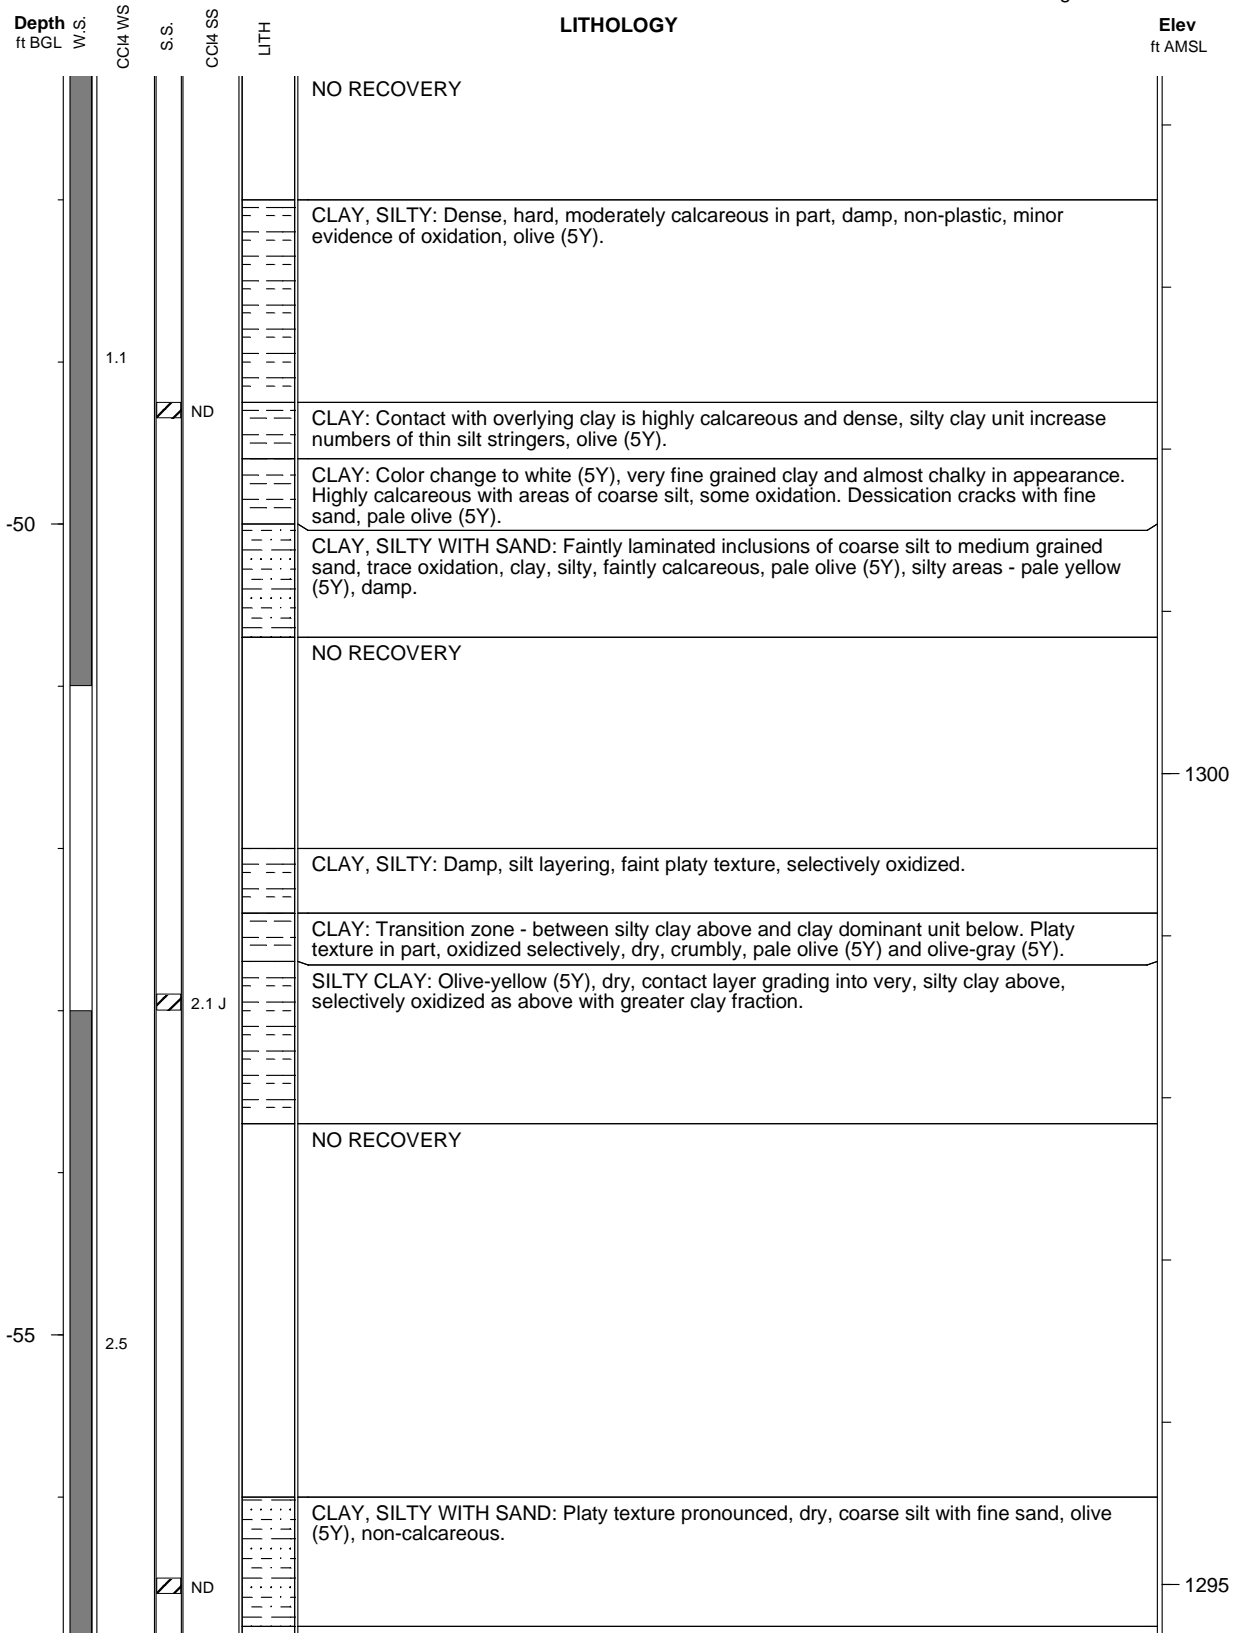 Depth
ft BGL
W.S.
CCl4 WS
S.S.
CCl4 SS
LITH
LITHOLOGY
Elev
ft AMSL
NO RECOVERY
CLAY, SILTY: Dense, hard, moderately calcareous in part, damp, non-plastic, minor
evidence of oxidation, olive (5Y).
1.1
ND
CLAY: Contact with overlying clay is highly calcareous and dense, silty clay unit increase
numbers of thin silt stringers, olive (5Y).
CLAY: Color change to white (5Y), very fine grained clay and almost chalky in appearance.
Highly calcareous with areas of coarse silt, some oxidation. Dessication cracks with fine
sand, pale olive (5Y).
-50
CLAY, SILTY WITH SAND: Faintly laminated inclusions of coarse silt to medium grained
sand, trace oxidation, clay, silty, faintly calcareous, pale olive (5Y), silty areas - pale yellow
(5Y), damp.
NO RECOVERY
1300
CLAY, SILTY: Damp, silt layering, faint platy texture, selectively oxidized.
CLAY: Transition zone - between silty clay above and clay dominant unit below. Platy
texture in part, oxidized selectively, dry, crumbly, pale olive (5Y) and olive-gray (5Y).
SILTY CLAY: Olive-yellow (5Y), dry, contact layer grading into very, silty clay above,
selectively oxidized as above with greater clay fraction.
2.1 J
NO RECOVERY
-55
2.5
CLAY, SILTY WITH SAND: Platy texture pronounced, dry, coarse silt with fine sand, olive
(5Y), non-calcareous.
ND
1295